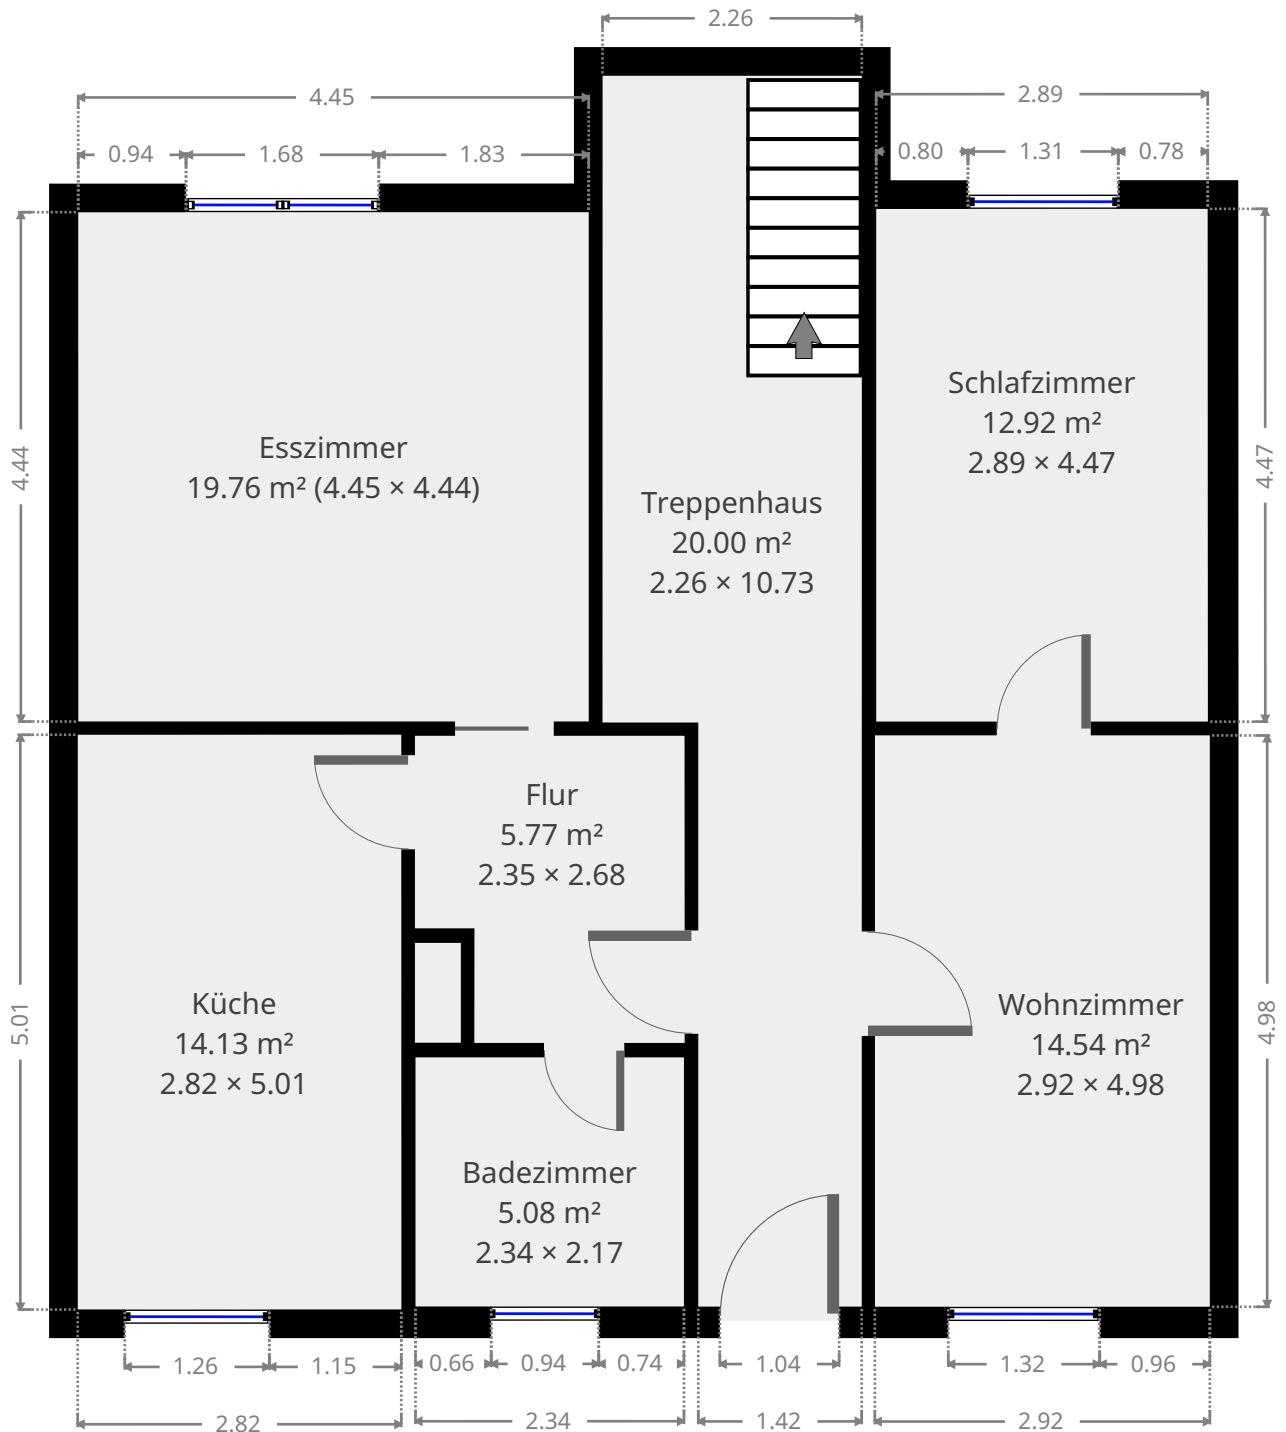 2.26
4.45
2.89
0.94
1.68
1.83
0.80
1.31
0.78
4.44
4.47
Esszimmer
19.76 m² (4.45 × 4.44)
Treppenhaus
20.00 m²
2.26 × 10.73
Schlafzimmer
12.92 m²
2.89 × 4.47
Flur
5.77 m²
2.35 × 2.68
Küche
14.13 m²
2.82 × 5.01
Wohnzimmer
14.54 m²
2.92 × 4.98
5.01
4.98
Badezimmer
5.08 m²
2.34 × 2.17
1.26
1.15
0.66
0.94
0.74
1.04
1.32
0.96
2.82
2.34
1.42
2.92